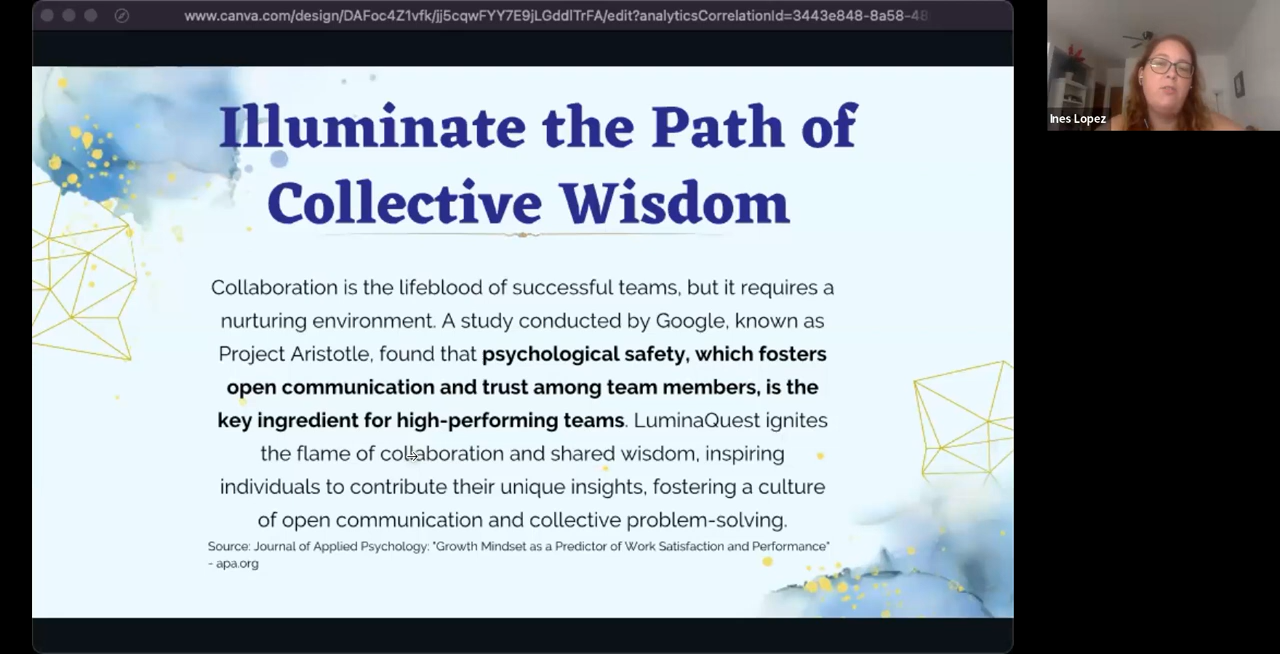 www.canva.com/design/DAFoc4Z1vfk/jj5cqwFYY7E9jLGddlTrFA/edit?analyticsCorrelationId=3443e848-8a58-48
Illuminate the Path of
Collective Wisdom
Collaboration is the lifeblood of successful teams, but it requires a
nurturing environment. A study conducted by Google, known as
Project Aristotle, found that psychological safety, which fosters
open communication and trust among team members, is the
key ingredient for high-performing teams. LuminaQuest ignites
the flame of collaboration and shared wisdom, inspiring
individuals to contribute their unique insights, fostering a culture
of open communication and collective problem-solving.
Source: Journal of Applied Psychology: "Growth Mindset as a Predictor of Work Satisfaction and Performance"
- apa.org
Ines Lopez